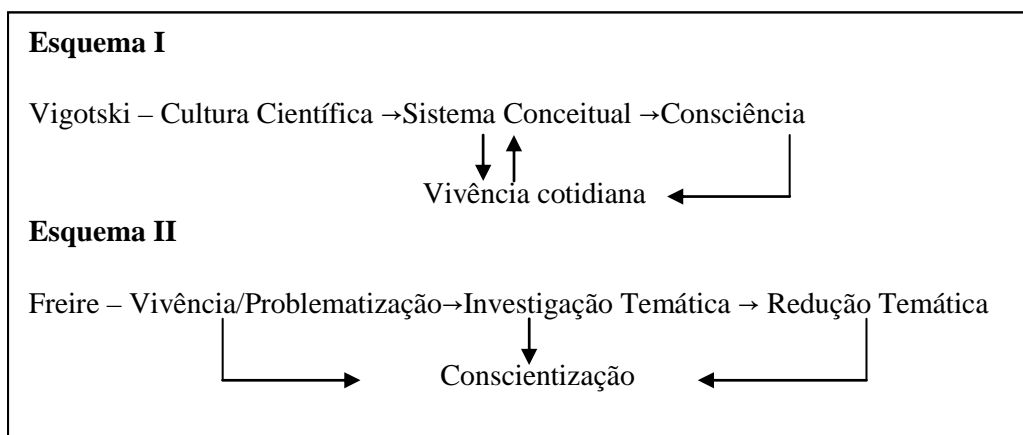 Esquema I
Vigotski – Cultura Científica →Sistema Conceitual →Consciência
Vivência cotidiana
Esquema II
Freire – Vivência/Problematização→Investigação Temática → Redução Temática
Conscientização